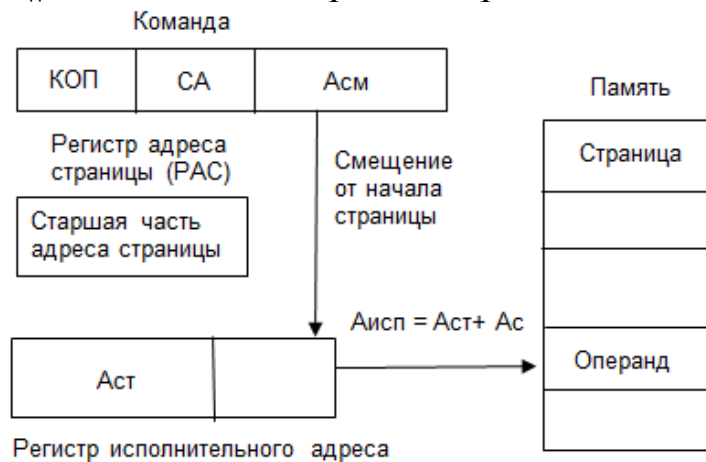 Команда
КОП СА Асм
Память
Регистр адреса
страницы (РАС)
Смещение
от начала
страницы
Страница
Старшая часть
адреса страницы
Аисп = Аст+ Ас
Аст
Операнд
Регистр исполнительного адреса